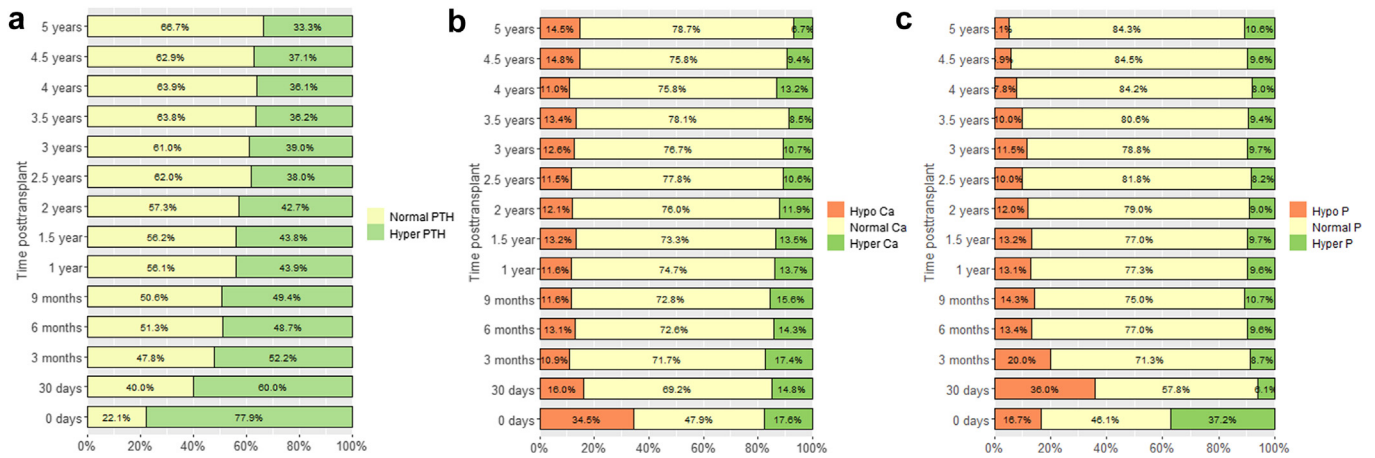 a
b
c
Time posttransplant
5 years 66.7% 33.3%
4.5 years 62.9% 37.1%
4 years 63.9% 36.1%
3.5 years 63.8% 36.2%
3 years 61.0% 39.0%
2.5 years 62.0% 38.0%
2 years 57.3% 42.7%
1.5 year 56.2% 43.8%
1 year 56.1% 43.9%
9 months 50.6% 49.4%
6 months 51.3% 48.7%
3 months 47.8% 52.2%
30 days 40.0% 60.0%
0 days 22.1% 77.9%
0% 20% 40% 60% 80% 100%
Normal PTH
Hyper PTH
Time posttransplant
5 years 14.5% 78.7% 6.7%
4.5 years 14.8% 75.8% 9.4%
4 years 11.0% 75.8% 13.2%
3.5 years 13.4% 78.1% 8.5%
3 years 12.6% 76.7% 10.7%
2.5 years 11.5% 77.8% 10.6%
2 years 12.1% 76.0% 11.9%
1.5 year 13.2% 73.3% 13.5%
1 year 11.6% 74.7% 13.7%
9 months 11.6% 72.8% 15.6%
6 months 13.1% 72.6% 14.3%
3 months 10.9% 71.7% 17.4%
30 days 16.0% 69.2% 14.8%
0 days 34.5% 47.9% 17.6%
0% 20% 40% 60% 80% 100%
Hypo Ca
Normal Ca
Hyper Ca
Time posttransplant
5 years 84.3% 10.6%
4.5 years 84.5% 9.6%
4 years 7.8% 84.2% 8.0%
3.5 years 10.0% 80.6% 9.4%
3 years 11.5% 78.8% 9.7%
2.5 years 10.0% 81.8% 8.2%
2 years 12.0% 79.0% 9.0%
1.5 year 13.2% 77.0% 9.7%
1 year 13.1% 77.3% 9.6%
9 months 14.3% 75.0% 10.7%
6 months 13.4% 77.0% 9.6%
3 months 20.0% 71.3% 8.7%
30 days 36.0% 57.8% 6.1%
0 days 16.7% 46.1% 37.2%
0% 20% 40% 60% 80% 100%
Hypo P
Normal P
Hyper P